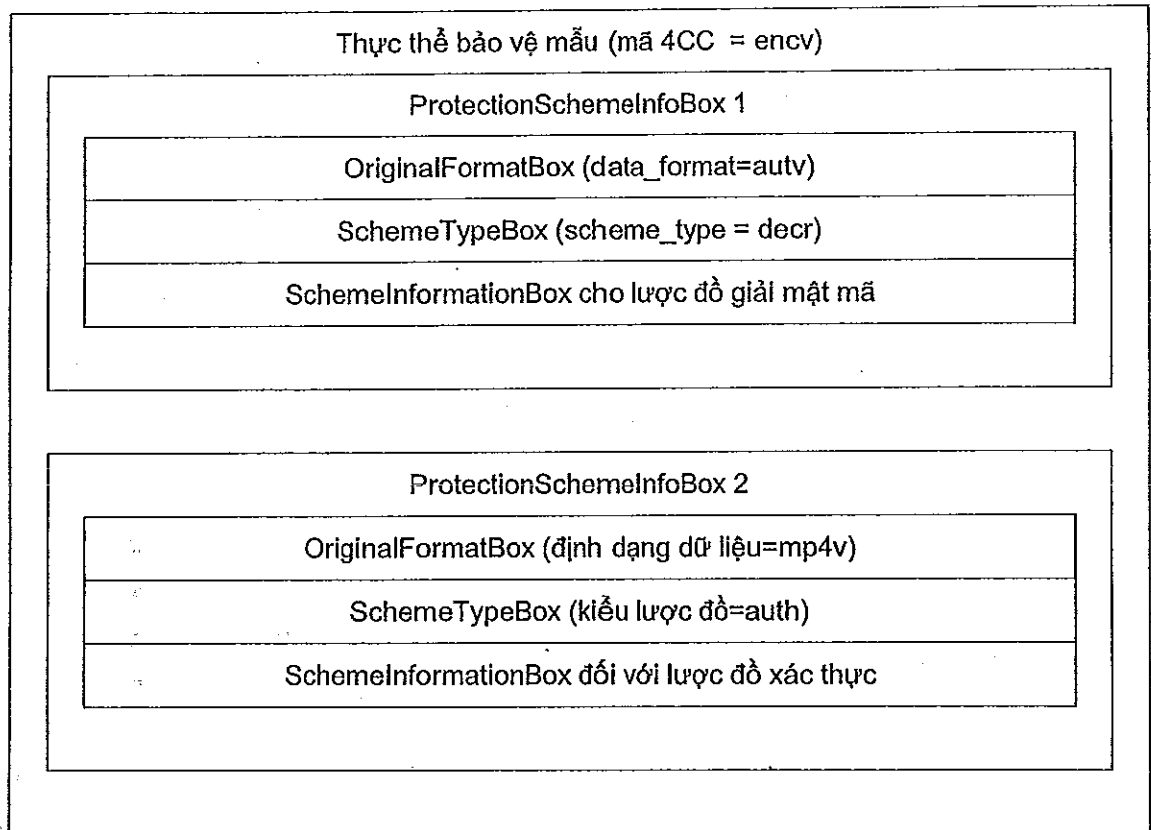 Thực thể bảo vệ mẫu (mã 4CC = encv)
ProtectionSchemeInfoBox 1
OriginalFormatBox (data_format=autv)
SchemeTypeBox (scheme_type = decr)
SchemeInformationBox cho lược đồ giải mật mã
ProtectionSchemeInfoBox 2
OriginalFormatBox (định dạng dữ liệu=mp4v)
SchemeTypeBox (kiểu lược đồ=auth)
SchemeInformationBox đối với lược đồ xác thực